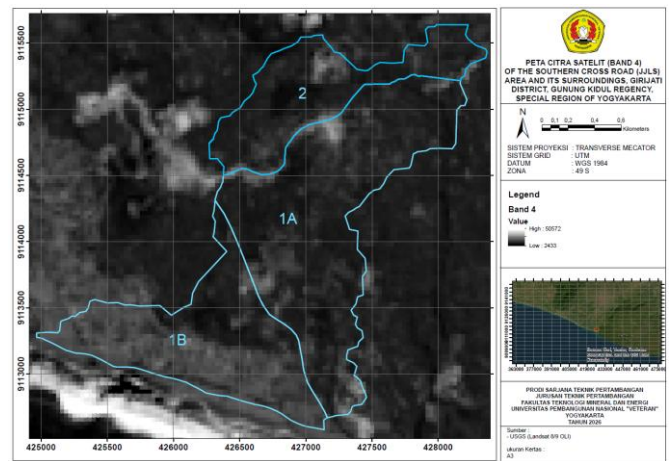 9115500
9115000
9114500
9114000
9113500
9113000
2
1A
1B
425000 425500 426000 426500 427000 427500 428000
PETA CITRA SATELIT (BAND 4)
OF THE SOUTHERN CROSS ROAD (JJLS)
AREA AND ITS SURROUNDINGS, GIRIJATI
DISTRICT, GUNUNG KIDUL REGENCY,
SPECIAL REGION OF YOGYAKARTA
N
0 0,1 0,2 0,4 0,6
Kilometers
SISTEM PROYEKSI : TRANSVERSE MECATOR
SISTEM GRID : UTM
DATUM : WGS 1984
ZONA : 49 S
Legend
Band 4
Value
High : 50572
Low : 2403
PRODI SARJANA TEKNIK PERTAMBANGAN
JURUSAN TEKNIK PERTAMBANGAN
FAKULTAS TEKNOLOGI MINERAL DAN ENERGI
UNIVERSITAS PEMBANGUNAN NASIONAL "VETERAN"
YOGYAKARTA
TAHUN 2026
Sumber :
- USGS (Landsat 8/9 OLI)
ukuran Kertas :
A3